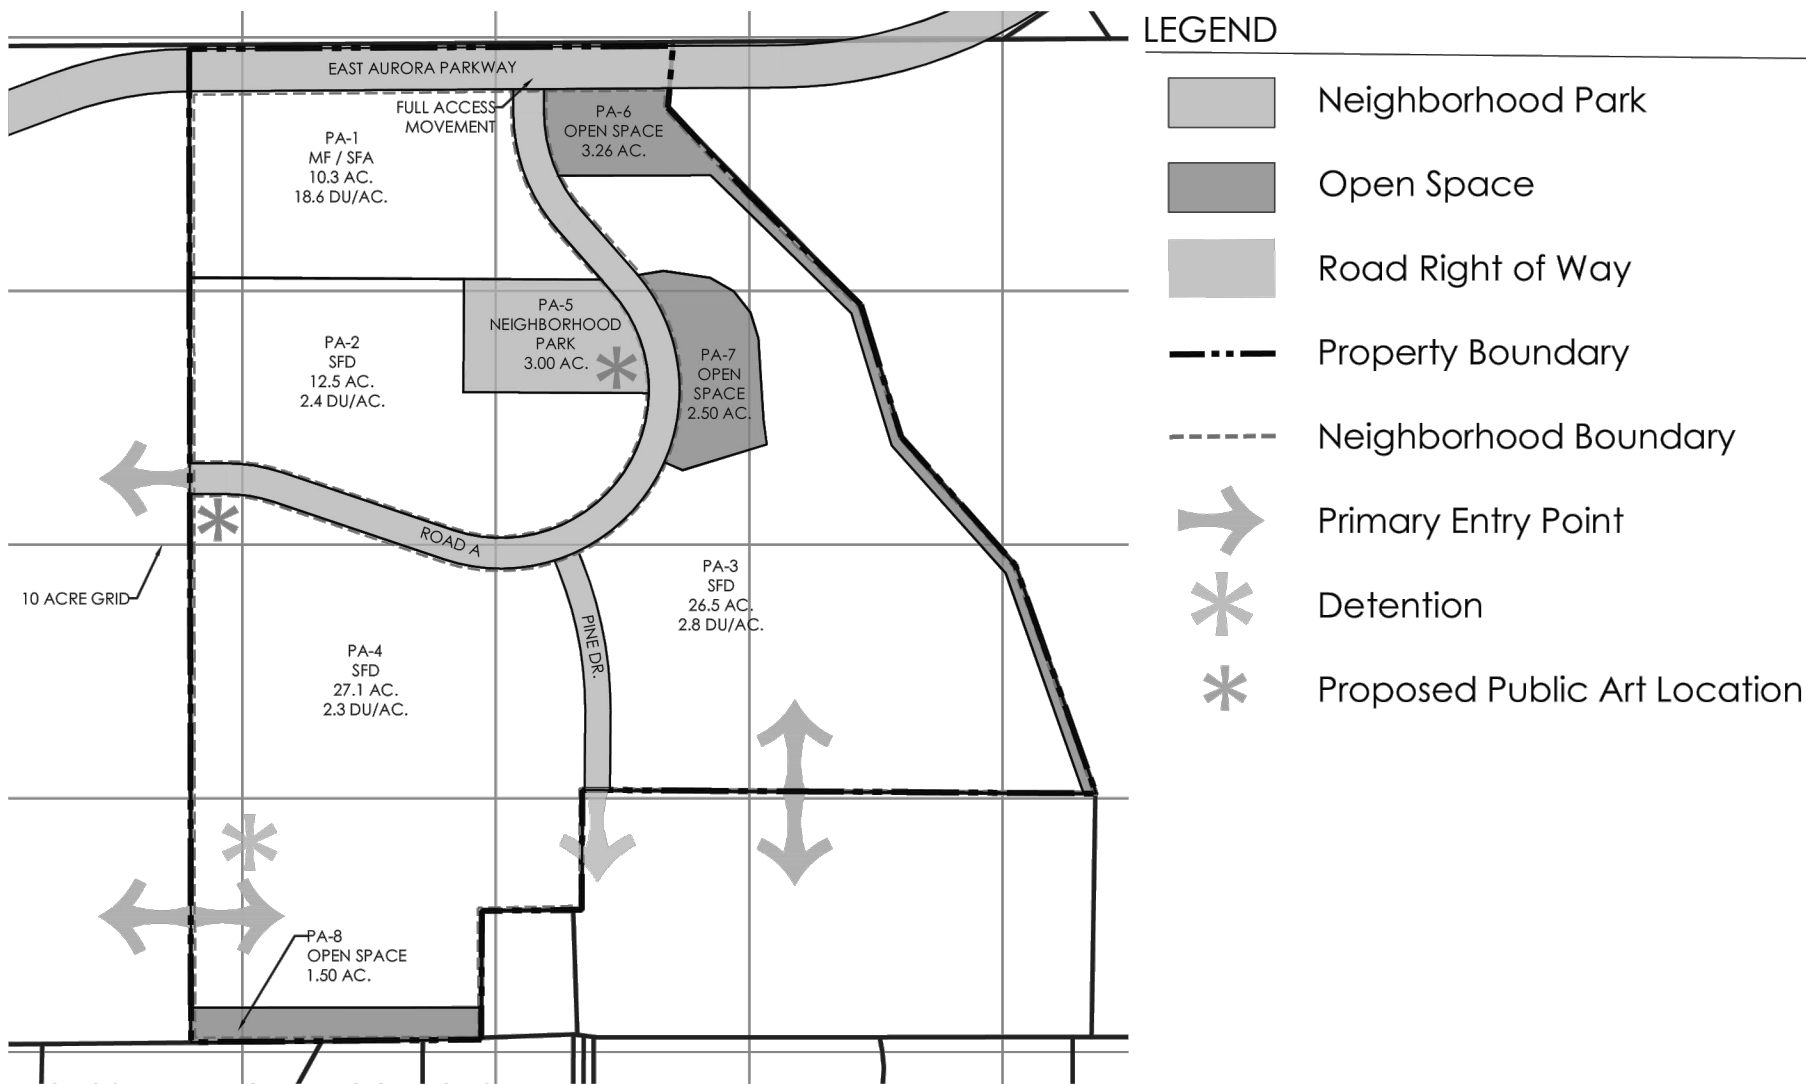 EAST AURORA PARKWAY
FULL ACCESS
MOVEMENT
PA-1
MF / SFA
10.3 AC.
18.6 DU/AC.
PA-6
OPEN SPACE
3.26 AC.
PA-2
SFD
12.5 AC.
2.4 DU/AC.
PA-5
NEIGHBORHOOD
PARK
3.00 AC.
PA-7
OPEN
SPACE
2.50 AC.
ROAD A
10 ACRE GRID
PA-3
SFD
26.5 AC.
2.8 DU/AC.
PINE DR.
PA-4
SFD
27.1 AC.
2.3 DU/AC.
PA-8
OPEN SPACE
1.50 AC.
LEGEND
Neighborhood Park
Open Space
Road Right of Way
Property Boundary
Neighborhood Boundary
Primary Entry Point
Detention
Proposed Public Art Location